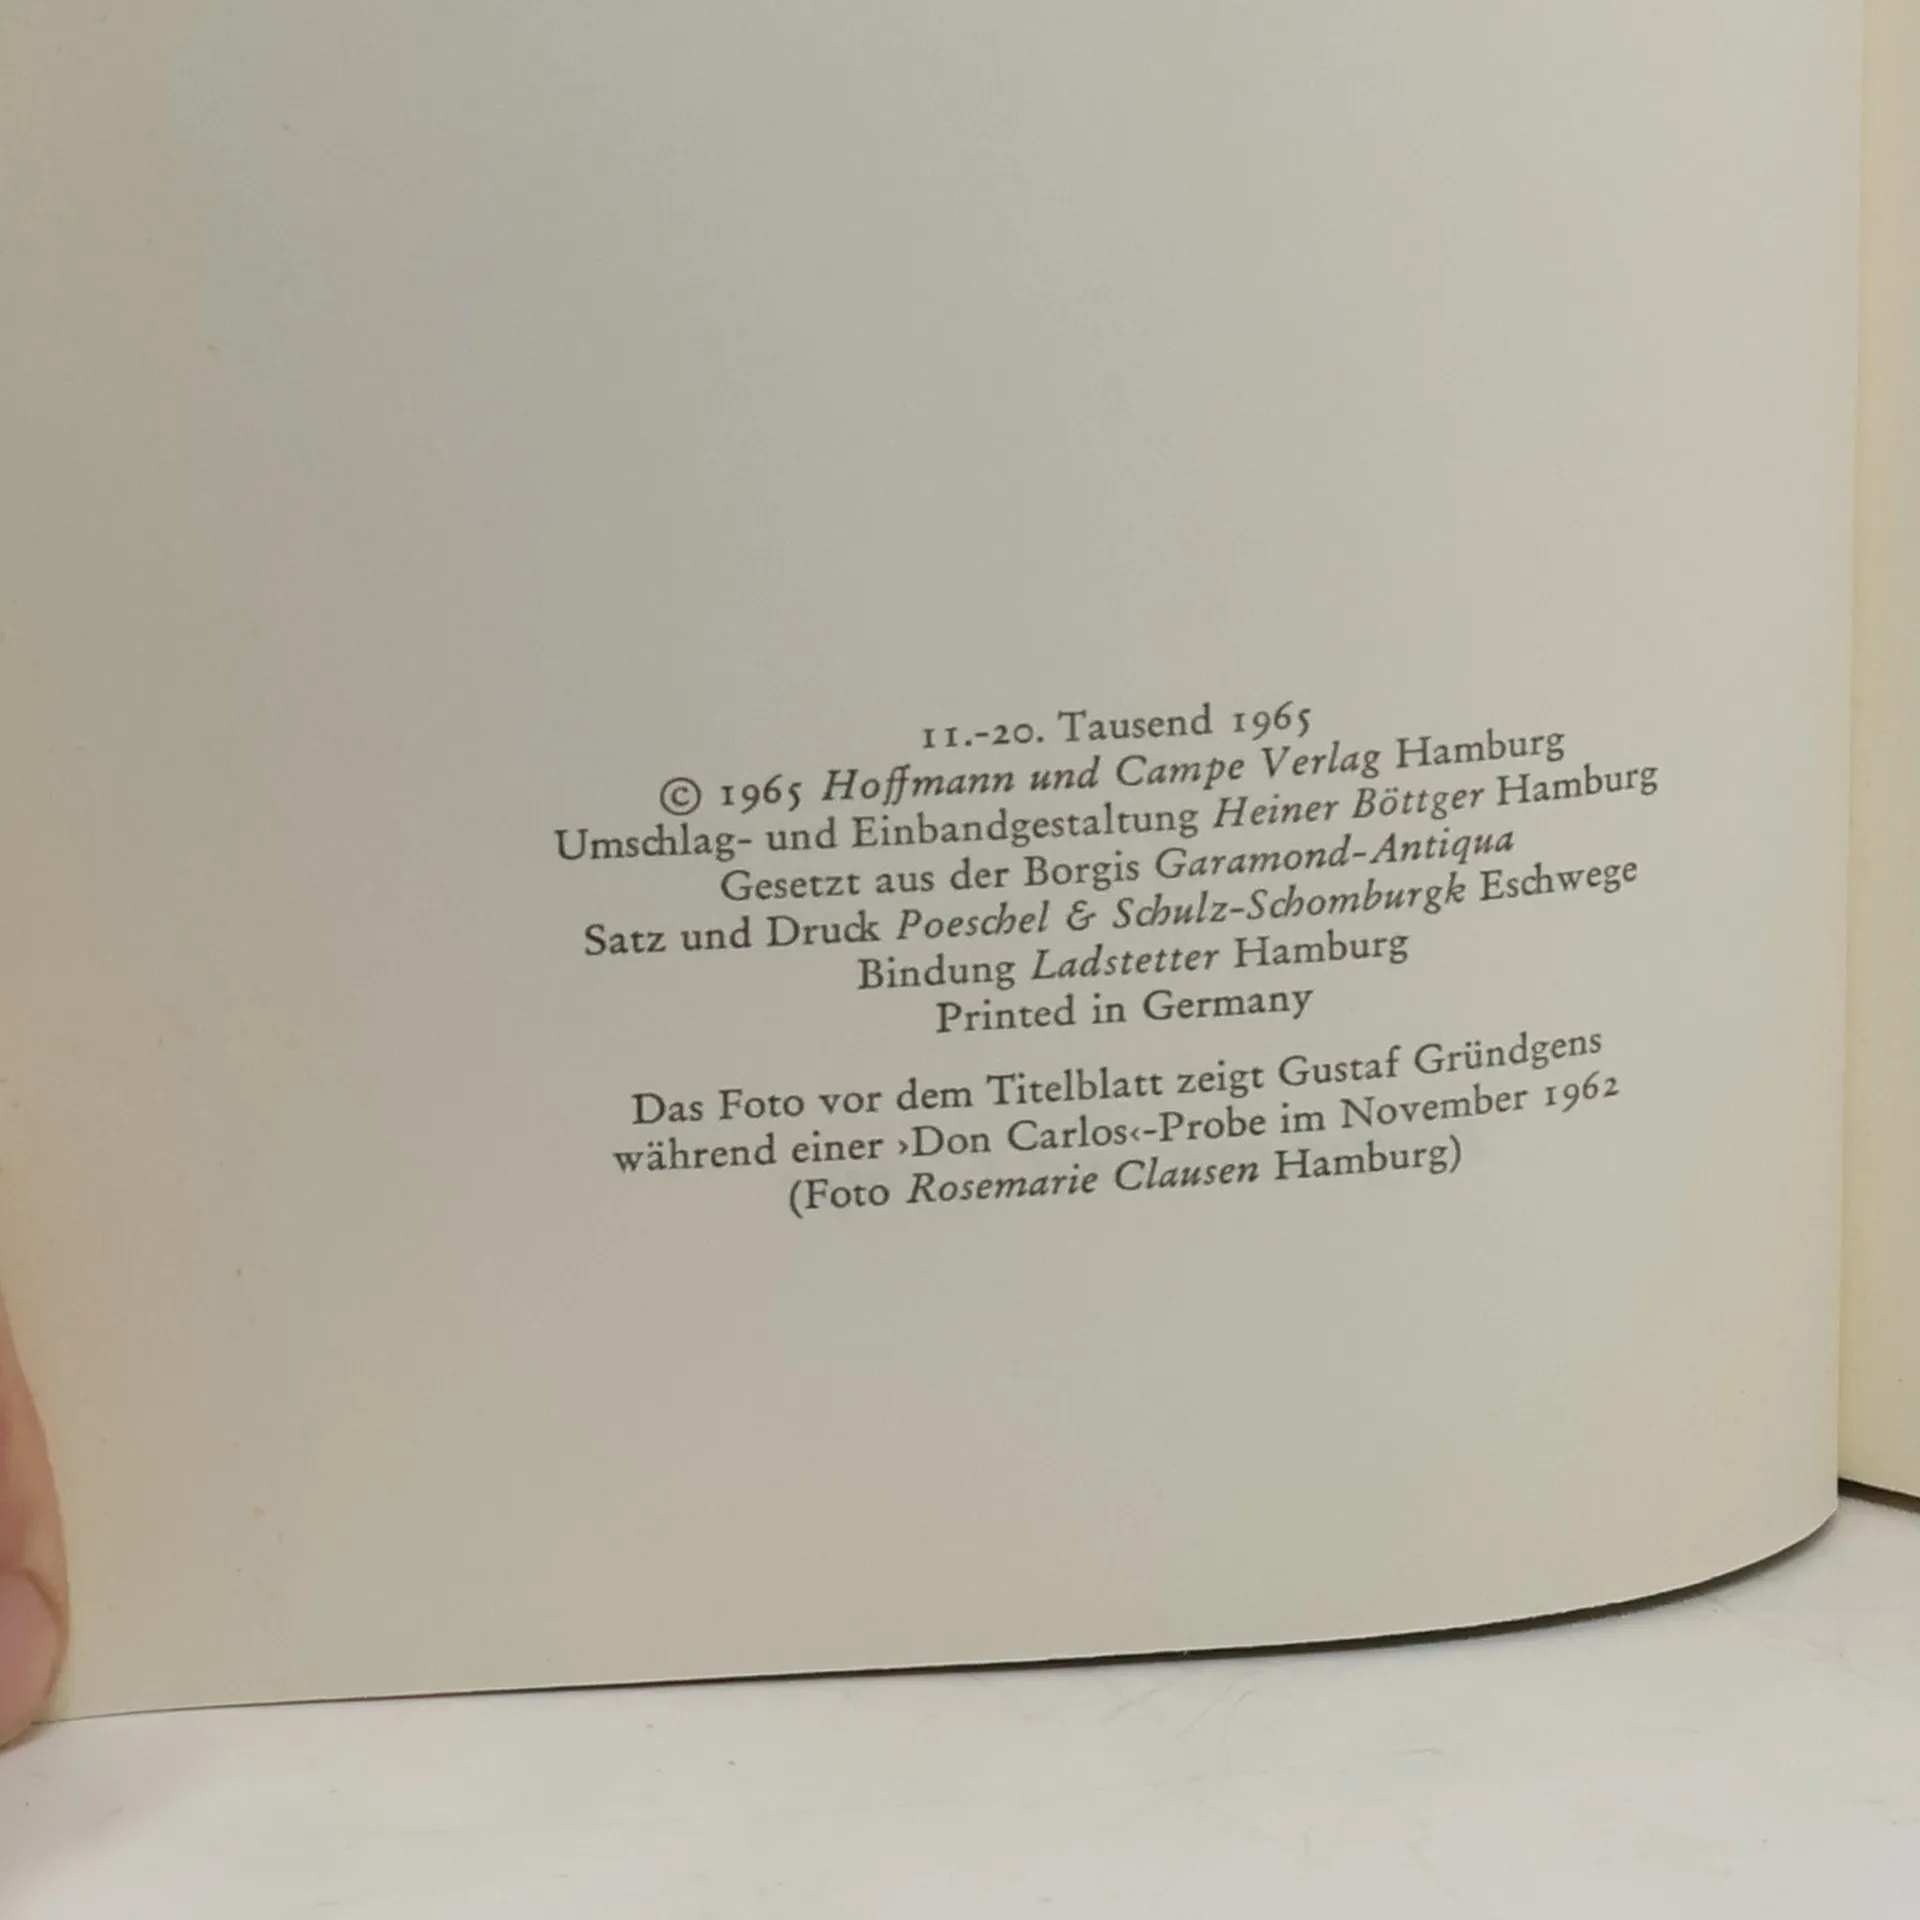 11.-20. Tausend 1965
© 1965 Hoffmann und Campe Verlag Hamburg
Umschlag- und Einbandgestaltung Heiner Böttger Hamburg
Gesetzt aus der Borgis Garamond-Antiqua
Satz und Druck Poeschel & Schulz-Schomburgk Eschwege
Bindung Ladstetter Hamburg
Printed in Germany
Das Foto vor dem Titelblatt zeigt Gustaf Gründgens
während einer ›Don Carlos‹-Probe im November 1962
(Foto Rosemarie Clausen Hamburg)